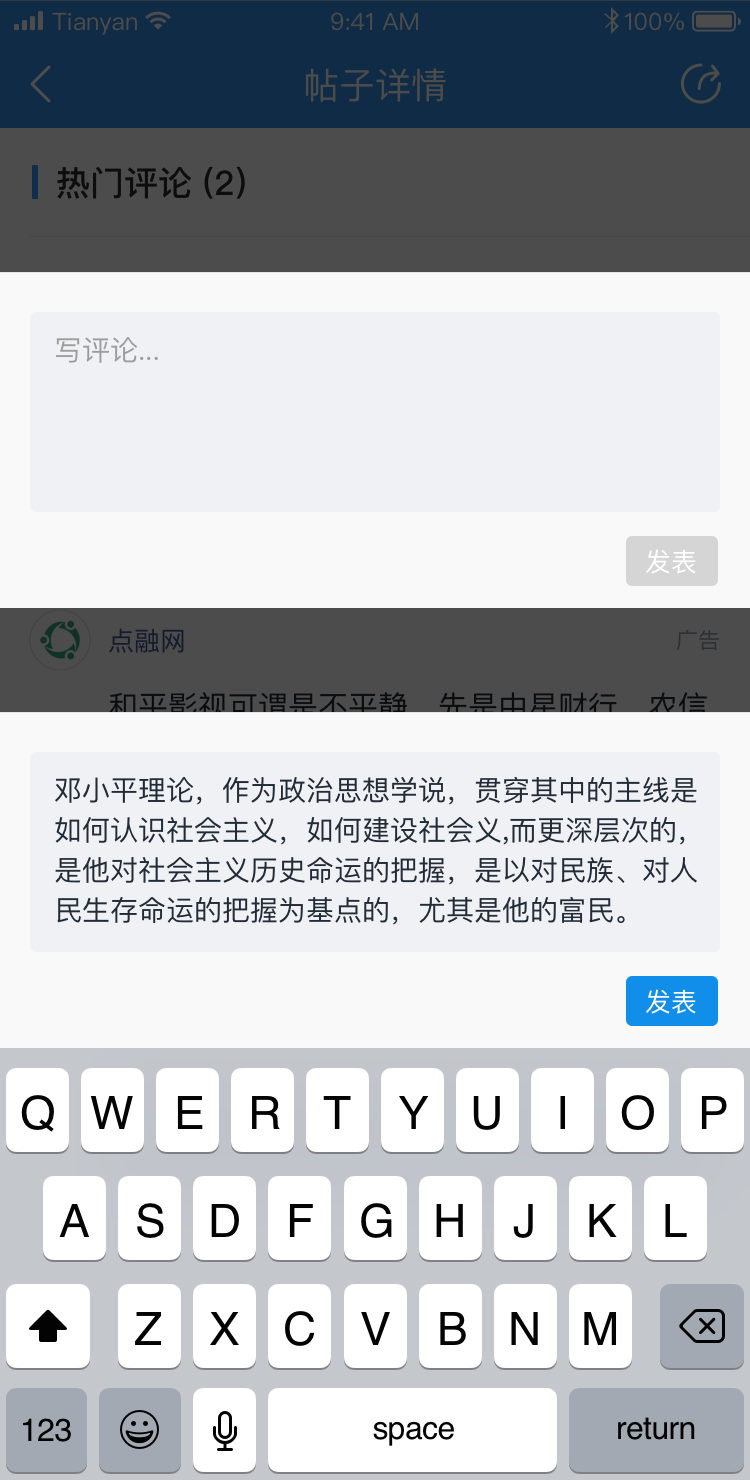 Tianyan 9:41 AM 100%
帖子详情
热门评论 (2)
写评论...
发表
点融网 广告
和平影视可谓是不平静 先是中星财行 农信
邓小平理论，作为政治思想学说，贯穿其中的主线是
如何认识社会主义，如何建设社会义,而更深层次的，
是他对社会主义历史命运的把握，是以对民族、对人
民生存命运的把握为基点的，尤其是他的富民。
发表
Q W E R T Y U I O P
A S D F G H J K L
Z X C V B N M
123 space return